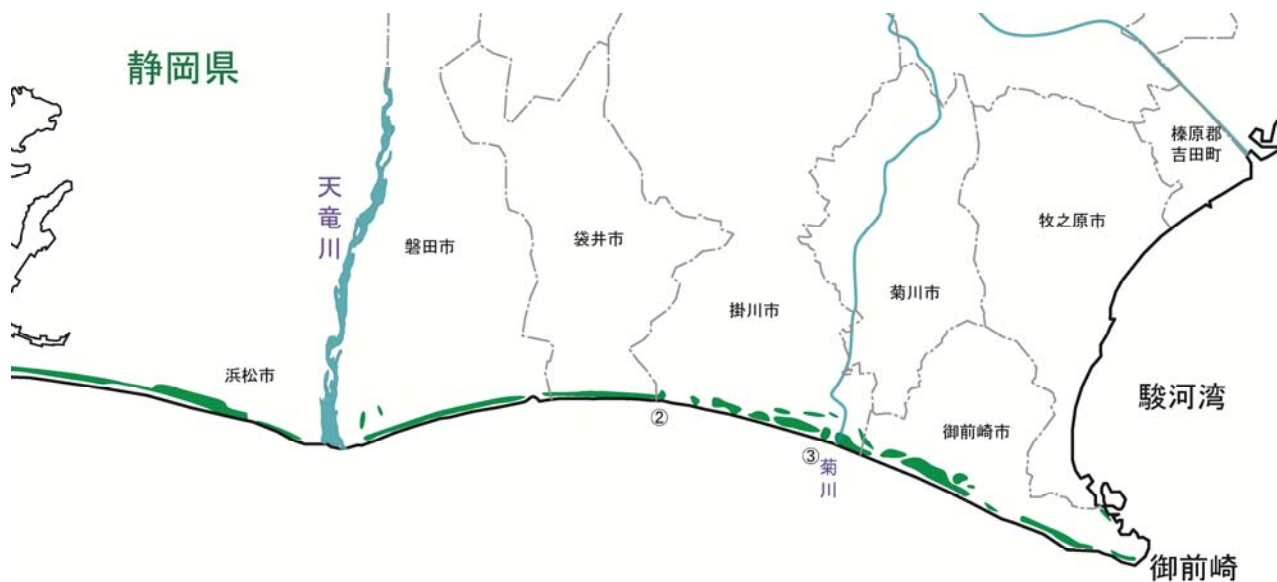 静岡県
天竜川
磐田市
袋井市
掛川市
菊川市
牧之原市
榛原郡
吉田町
浜松市
御前崎市
駿河湾
②
③
菊川
御前崎